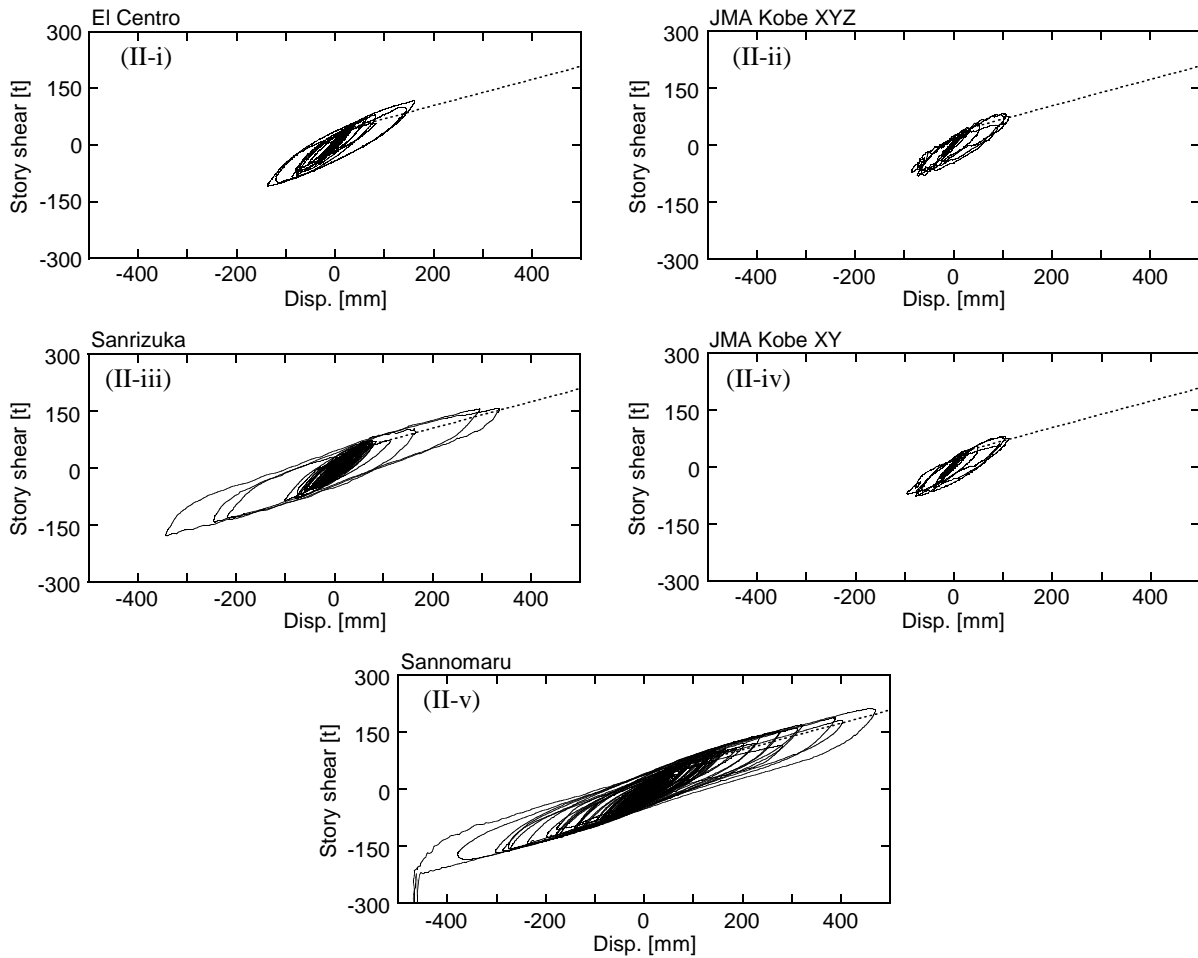 El Centro
300
(II-i)
150
0
-150
-300
Story shear [t]
-400 -200 0 200 400
Disp. [mm]
JMA Kobe XYZ
300
(II-ii)
150
0
-150
-300
Story shear [t]
-400 -200 0 200 400
Disp. [mm]
Sanrizuka
300
(II-iii)
150
0
-150
-300
Story shear [t]
-400 -200 0 200 400
Disp. [mm]
JMA Kobe XY
300
(II-iv)
150
0
-150
-300
Story shear [t]
-400 -200 0 200 400
Disp. [mm]
Sannomaru
300
(II-v)
150
0
-150
-300
Story shear [t]
-400 -200 0 200 400
Disp. [mm]